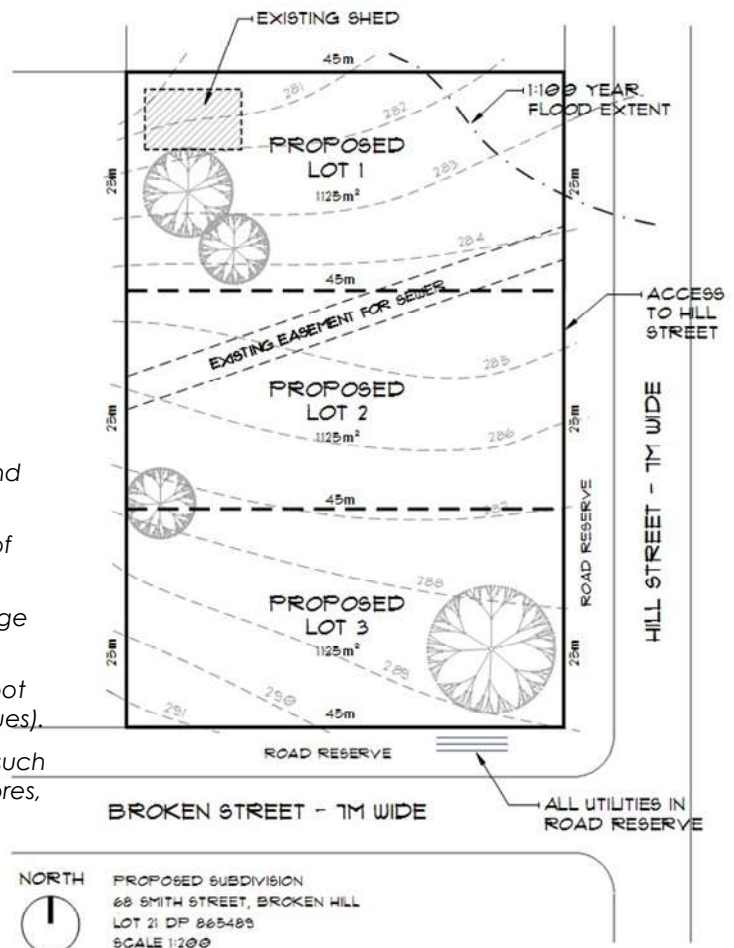 EXISTING SHED
45m
1:100 YEAR
FLOOD EXTENT
281
282
PROPOSED
LOT 1
1125m²
283
25m
25m
284
45m
ACCESS
TO HILL
STREET
EXISTING EASEMENT FOR SEWER
285
PROPOSED
LOT 2
1125m²
286
25m
25m
HILL STREET - 7M WIDE
nd
45m
287
ROAD RESERVE
of
288
PROPOSED
LOT 3
1125m²
ge
25m
25m
289
oot
ues).
290
291
45m
such
ores,
ROAD RESERVE
BROKEN STREET - 7M WIDE
ALL UTILITIES IN
ROAD RESERVE
NORTH
PROPOSED SUBDIVISION
68 SMITH STREET, BROKEN HILL
LOT 21 DP 865489
SCALE 1:200